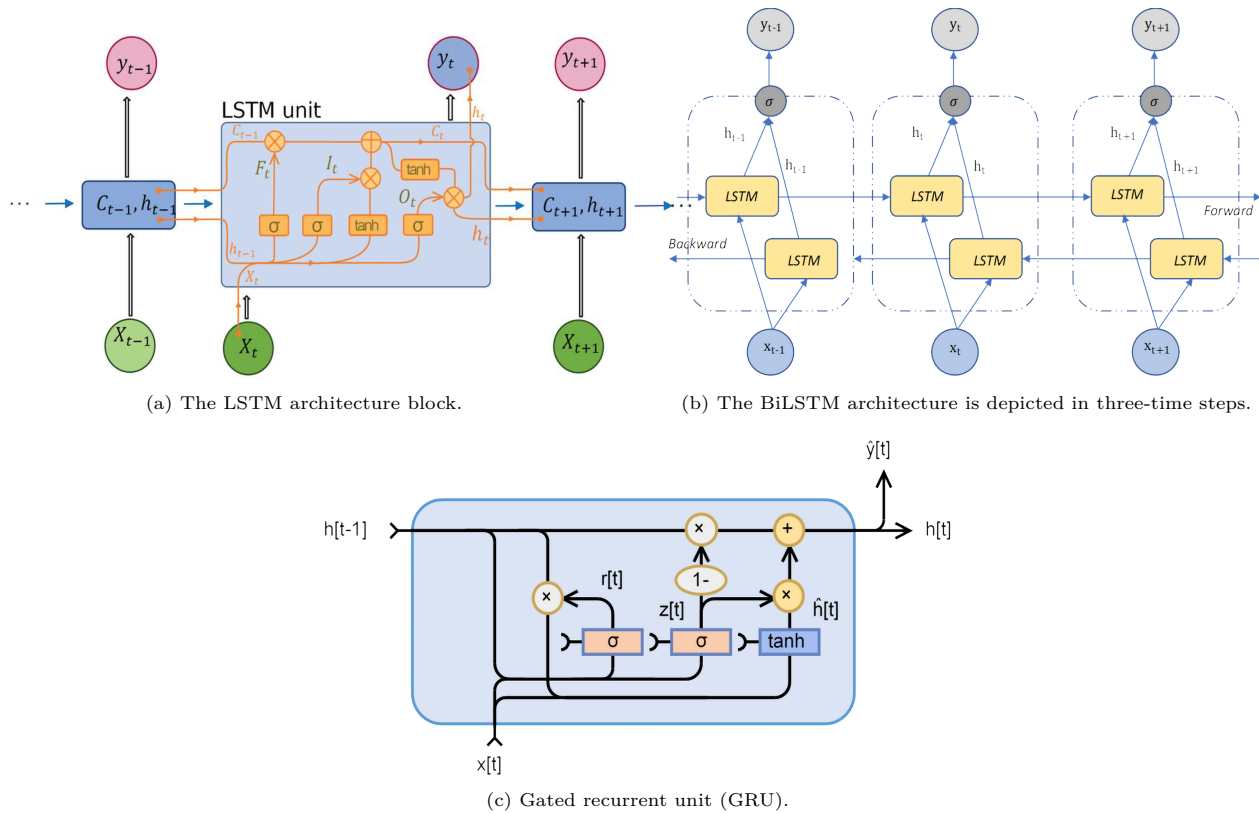 y_{t-1}
y_t
y_{t+1}
LSTM unit
C_{t-1}
C_t
h_t
F_t
I_t
tanh
O_t
… C_{t-1}, h_{t-1}
σ σ tanh σ
C_{t+1}, h_{t+1} ..
h_t
h_{t-1}
X_t
X_{t-1}
X_t
X_{t+1}
(a) The LSTM architecture block.
y_{t-1} y_t y_{t+1}
σ σ σ
h_{t-1} h_t h_{t+1}
h_{t-1} h_t h_{t+1}
LSTM LSTM LSTM
Forward
Backward
LSTM LSTM LSTM
x_{t-1} x_t x_{t+1}
(b) The BiLSTM architecture is depicted in three-time steps.
ŷ[t]
h[t-1] × + h[t]
r[t] 1-
× z[t] × ĥ[t]
σ σ tanh
x[t]
(c) Gated recurrent unit (GRU).